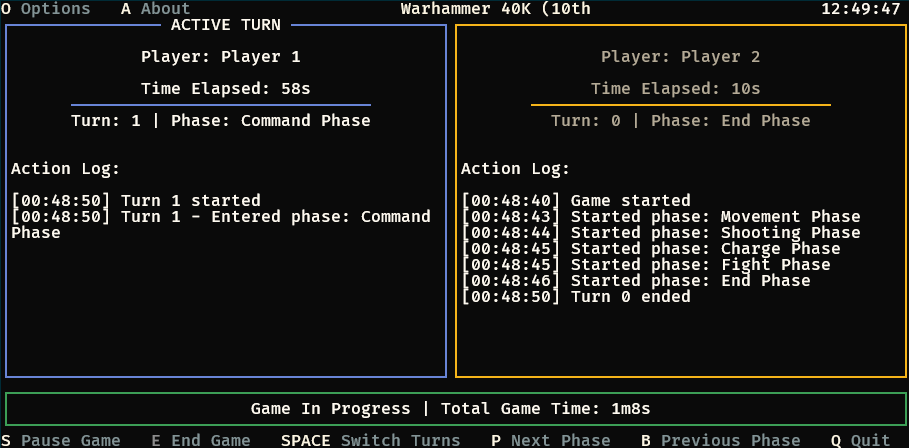 O Options   A About   Warhammer 40K (10th   12:49:47
ACTIVE TURN
Player: Player 1
Time Elapsed: 58s
Turn: 1 | Phase: Command Phase
Action Log:
[00:48:50] Turn 1 started
[00:48:50] Turn 1 - Entered phase: Command
Phase
Player: Player 2
Time Elapsed: 10s
Turn: 0 | Phase: End Phase
Action Log:
[00:48:40] Game started
[00:48:43] Started phase: Movement Phase
[00:48:44] Started phase: Shooting Phase
[00:48:45] Started phase: Charge Phase
[00:48:45] Started phase: Fight Phase
[00:48:46] Started phase: End Phase
[00:48:50] Turn 0 ended
Game In Progress | Total Game Time: 1m8s
S Pause Game   E End Game   SPACE Switch Turns   P Next Phase   B Previous Phase   Q Quit